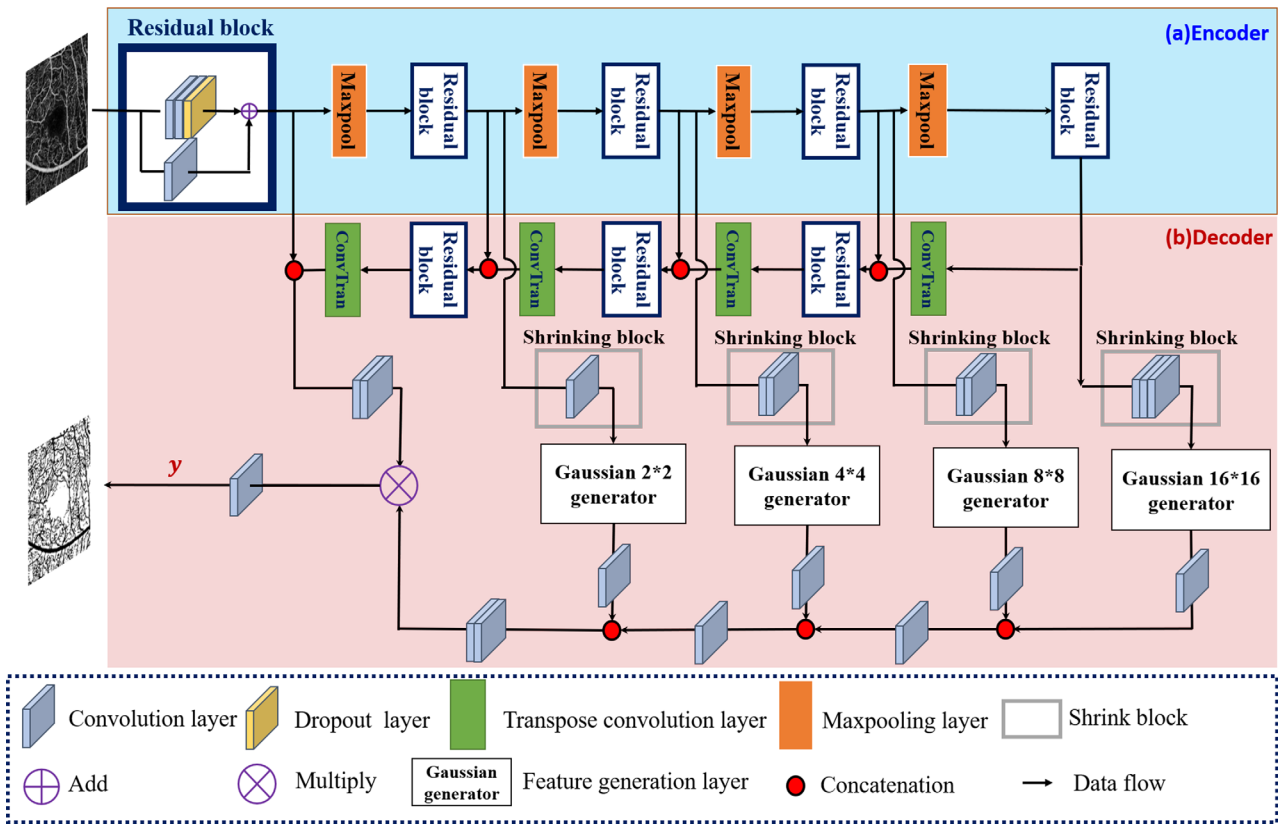 Residual block
(a)Encoder
Maxpool
Residual
block
Maxpool
Residual
block
Maxpool
Residual
block
Maxpool
Residual
block
(b)Decoder
ConvTran
Residual
block
ConvTran
Residual
block
ConvTran
Residual
block
ConvTran
Shrinking block
Shrinking block
Shrinking block
Shrinking block
Gaussian 2*2
generator
Gaussian 4*4
generator
Gaussian 8*8
generator
Gaussian 16*16
generator
y
Convolution layer
Dropout layer
Transpose convolution layer
Maxpooling layer
Shrink block
Add
Multiply
Gaussian
generator
Feature generation layer
Concatenation
Data flow